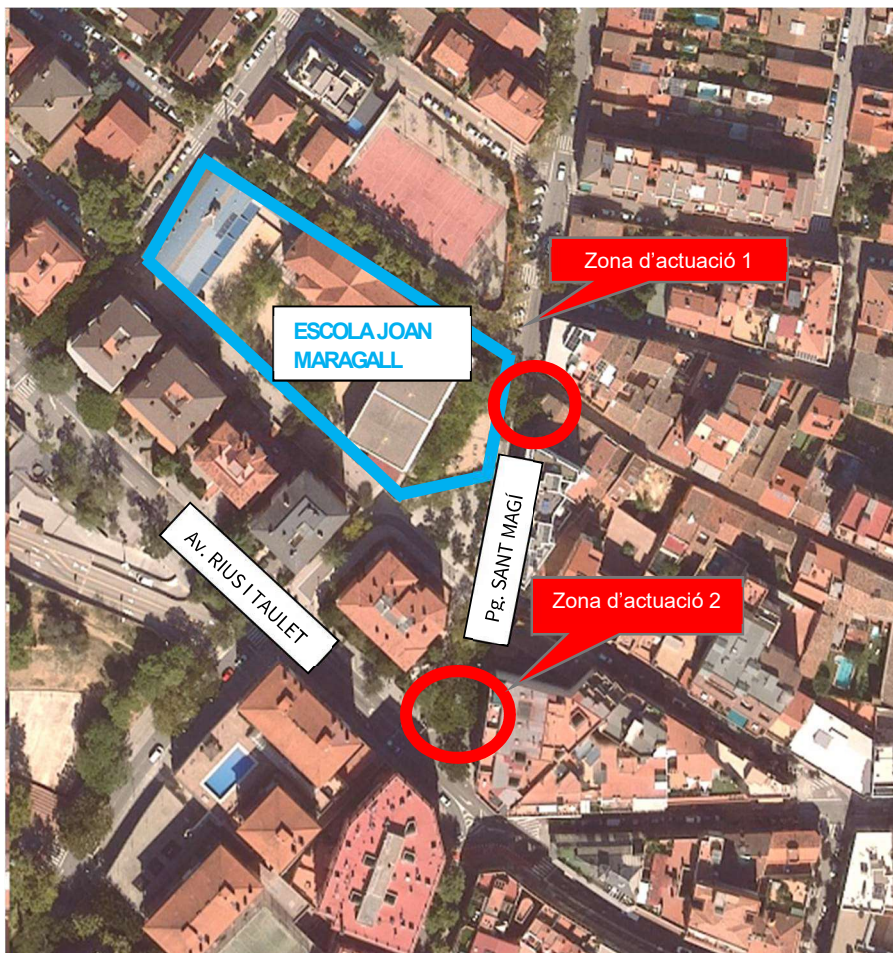 Zona d'actuació 1
ESCOLA JOAN
MARAGALL
Pg. SANT MAGÍ
Av. RIUS I TAULET
Zona d'actuació 2